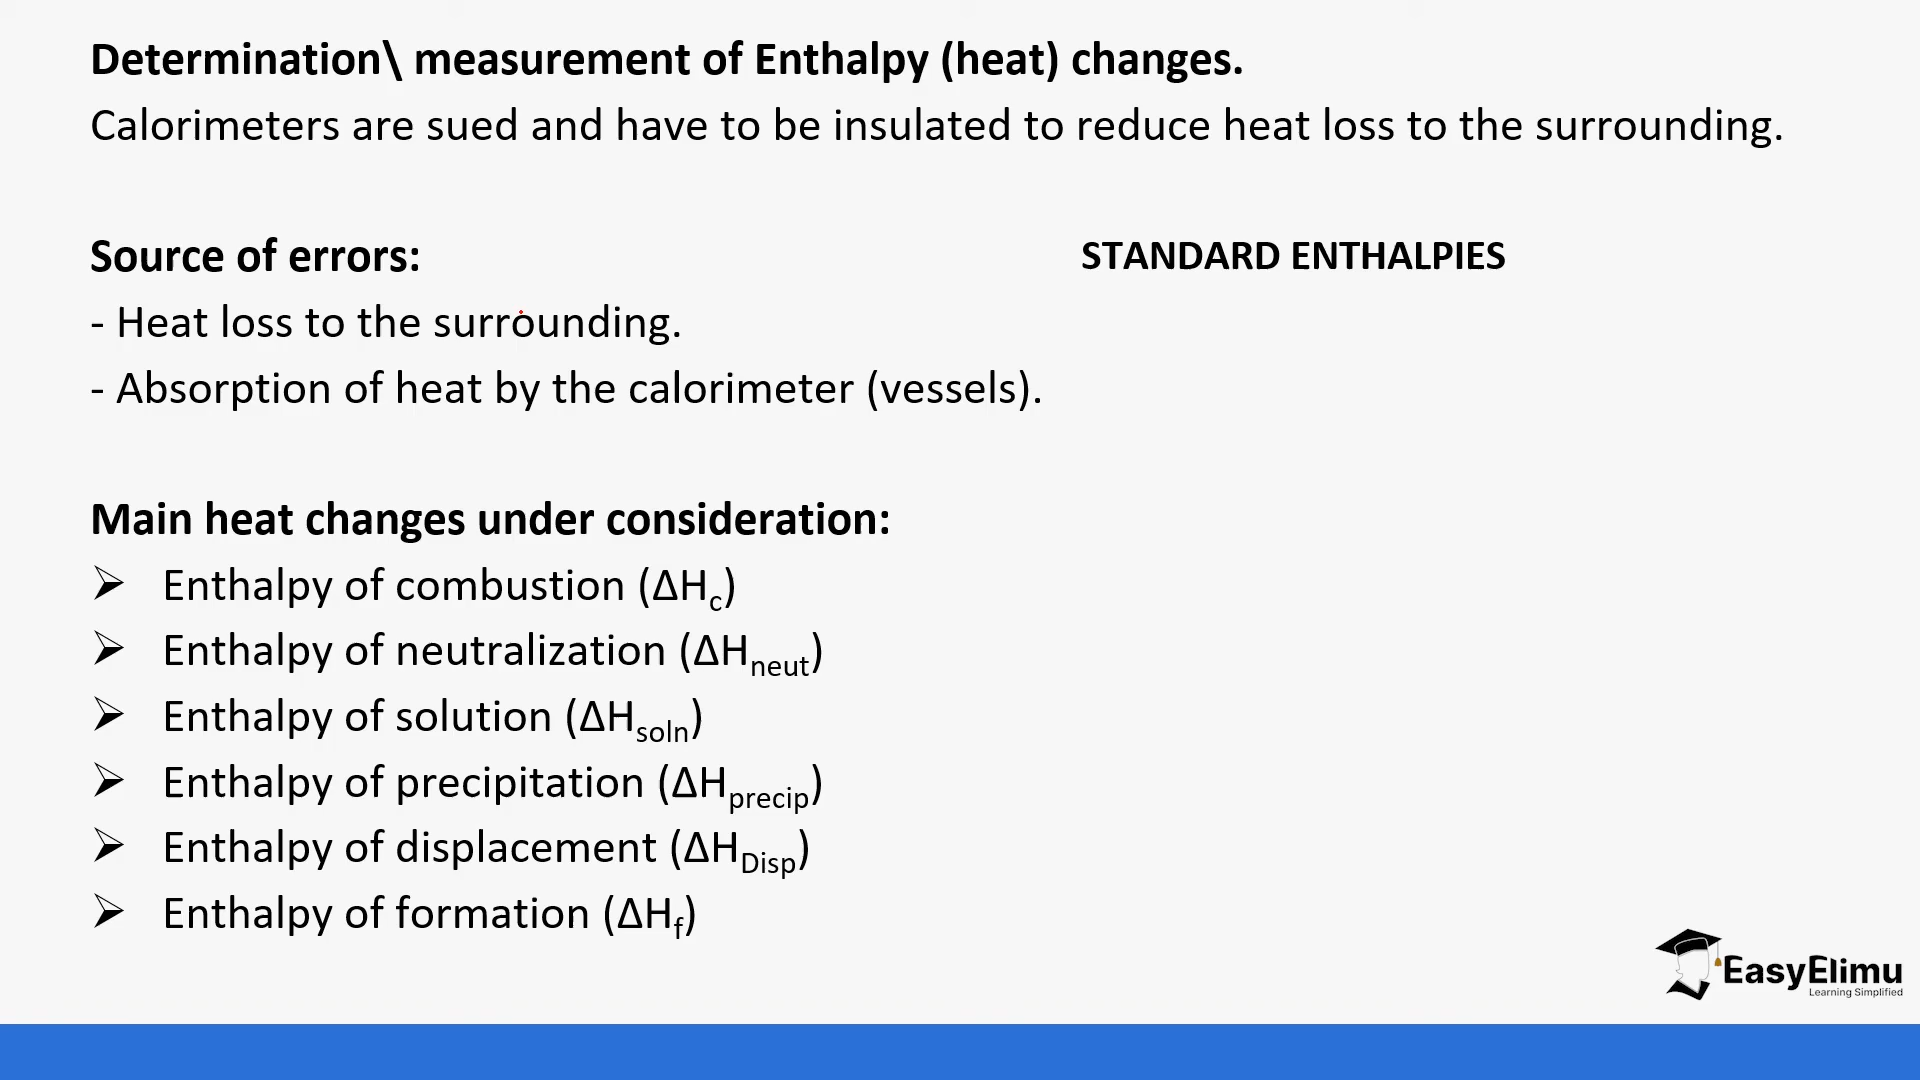 Determination\ measurement of Enthalpy (heat) changes.
Calorimeters are sued and have to be insulated to reduce heat loss to the surrounding.
Source of errors:
- Heat loss to the surrounding.
- Absorption of heat by the calorimeter (vessels).
STANDARD ENTHALPIES
Main heat changes under consideration:
➢ Enthalpy of combustion (ΔHc)
➢ Enthalpy of neutralization (ΔHneut)
➢ Enthalpy of solution (ΔHsoln)
➢ Enthalpy of precipitation (ΔHprecip)
➢ Enthalpy of displacement (ΔHDisp)
➢ Enthalpy of formation (ΔHf)
EasyElimu
Learning Simplified